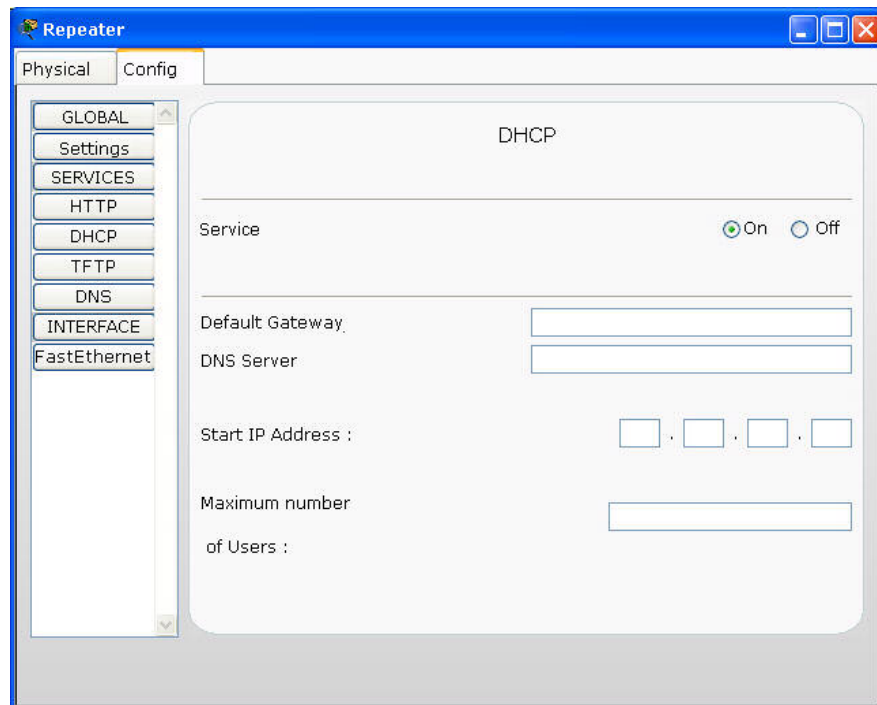 Repeater
Physical
Config
GLOBAL
Settings
SERVICES
HTTP
DHCP
TFTP
DNS
INTERFACE
FastEthernet
DHCP
Service
On
Off
Default Gateway
DNS Server
Start IP Address :
. . .
Maximum number
of Users :